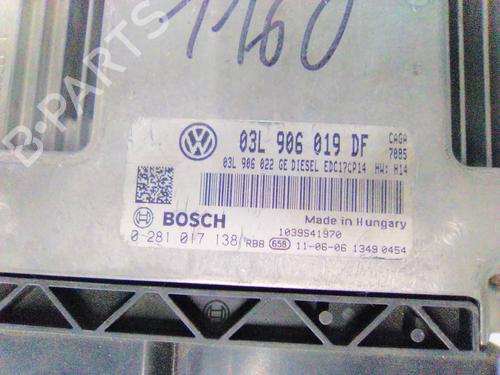 1160
B-PARTS
03L 906 019 DF CAGA
7085
03L 906 022 GE DIESEL EDC17CP14 HW: H14
BOSCH
Made in Hungary
1039S41970
0 281 017 138 RBB 658 11-06-06 1349 0454